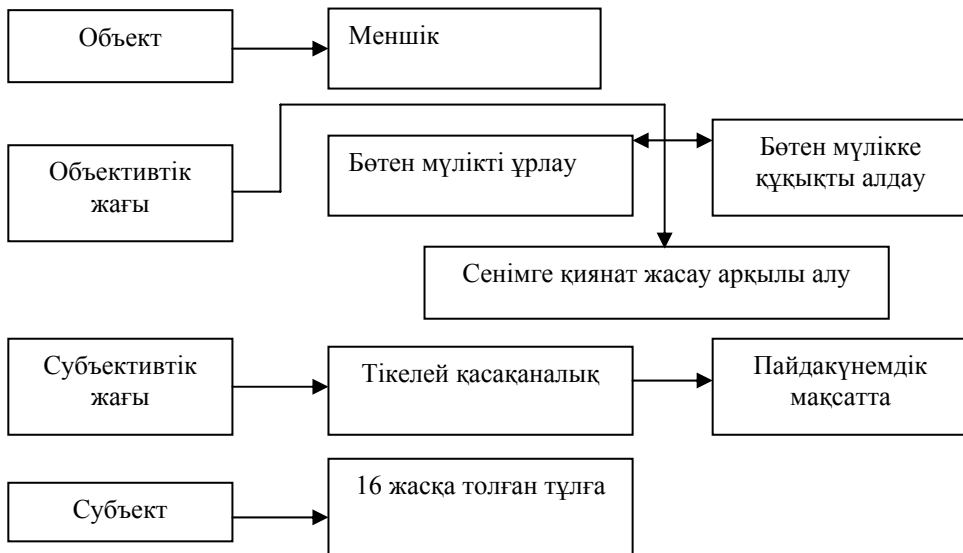 Объект
Меншік
Объективтік
жағы
Бөтен мүлікті ұрлау
Бөтен мүлікке
құқықты алдау
Сенімге қиянат жасау арқылы алу
Субъективтік
жағы
Тікелей қасақаналық
Пайдакүнемдік
мақсатта
Субъект
16 жасқа толған тұлға